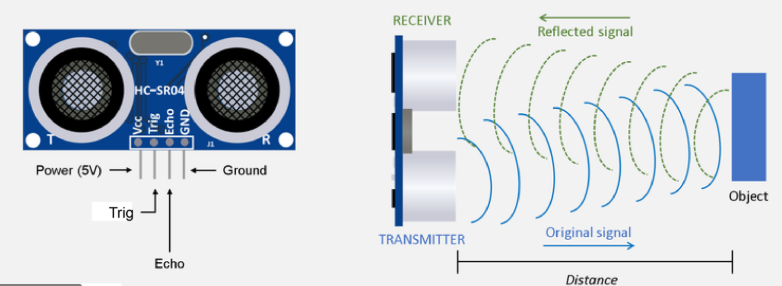 Y1
HC-SR04
Vcc
Trig
Echo
GND
T
J1
R
Power (5V)
Ground
Trig
Echo
RECEIVER
Reflected signal
Object
TRANSMITTER
Original signal
Distance